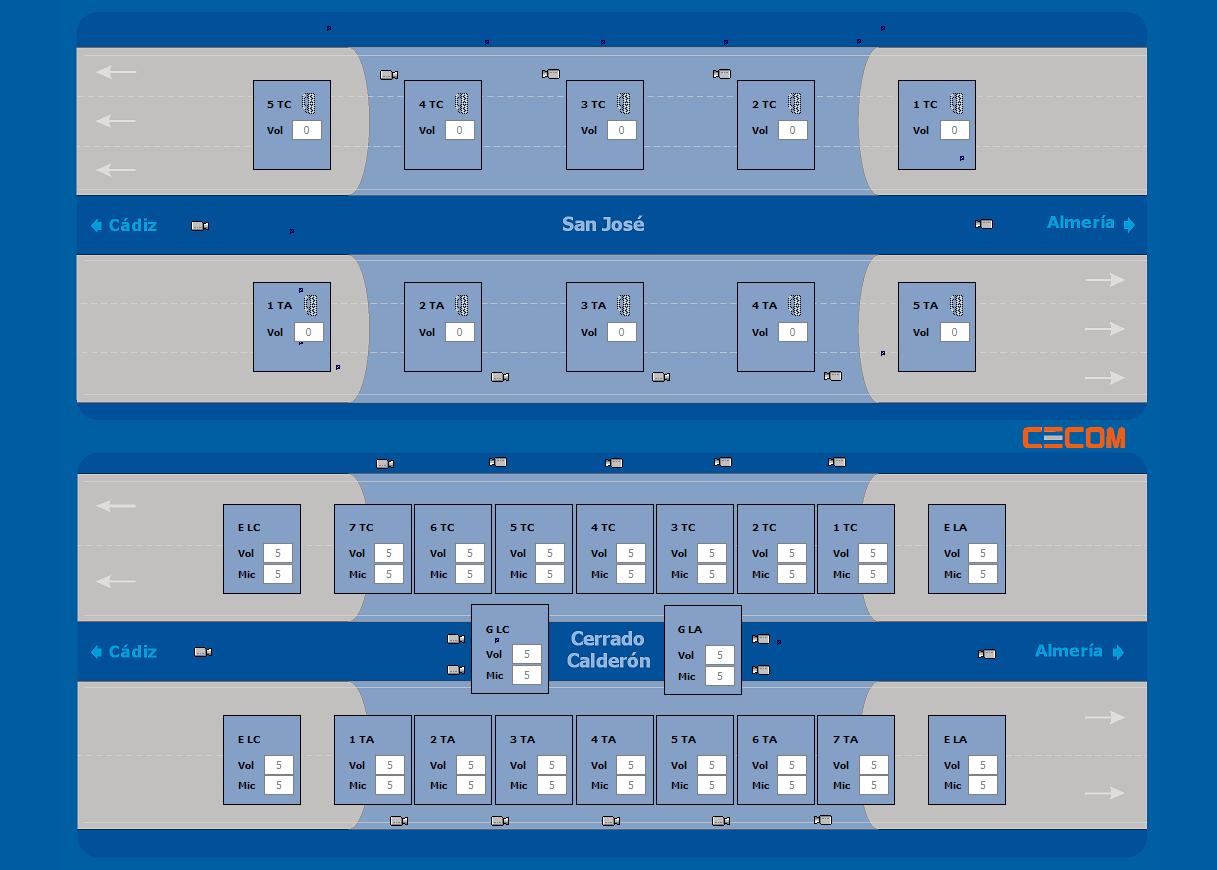 5 TC 4 TC 3 TC 2 TC 1 TC
Vol 0 Vol 0 Vol 0 Vol 0 Vol 0
Cádiz San José Almería
1 TA 2 TA 3 TA 4 TA 5 TA
Vol 0 Vol 0 Vol 0 Vol 0 Vol 0
CECOM
E LC 7 TC 6 TC 5 TC 4 TC 3 TC 2 TC 1 TC E LA
Vol 5 Vol 5 Vol 5 Vol 5 Vol 5 Vol 5 Vol 5 Vol 5 Vol 5
Mic 5 Mic 5 Mic 5 Mic 5 Mic 5 Mic 5 Mic 5 Mic 5 Mic 5
G LC G LA
Cádiz Cerrado Almería
Calderón
Vol 5 Vol 5
Mic 5 Mic 5
E LC 1 TA 2 TA 3 TA 4 TA 5 TA 6 TA 7 TA E LA
Vol 5 Vol 5 Vol 5 Vol 5 Vol 5 Vol 5 Vol 5 Vol 5 Vol 5
Mic 5 Mic 5 Mic 5 Mic 5 Mic 5 Mic 5 Mic 5 Mic 5 Mic 5